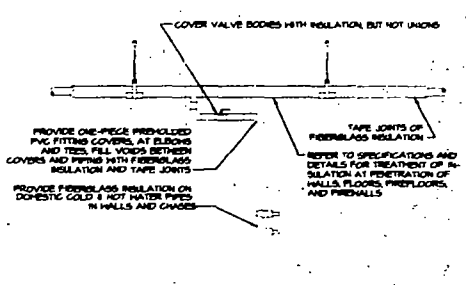 COVER VALVE BODIES WITH INSULATION, BUT NOT UNIONS
PROVIDE ONE-PIECE PREMOLDED
PVC FITTING COVERS, AT ELBOWS
AND TEES, FILL VOIDS BETWEEN
COVERS AND PIPING WITH FIBERGLASS
INSULATION AND TAPE JOINTS
PROVIDE FIBERGLASS INSULATION ON
DOMESTIC COLD & HOT WATER PIPES
IN WALLS AND CHASES
TAPE JOINTS OF
FIBERGLASS INSULATION
REFER TO SPECIFICATIONS AND
DETAILS FOR TREATMENT OF IN-
SULATION AT PENETRATION OF
WALLS, FLOORS, FIREFLOORS,
AND FIREWALLS